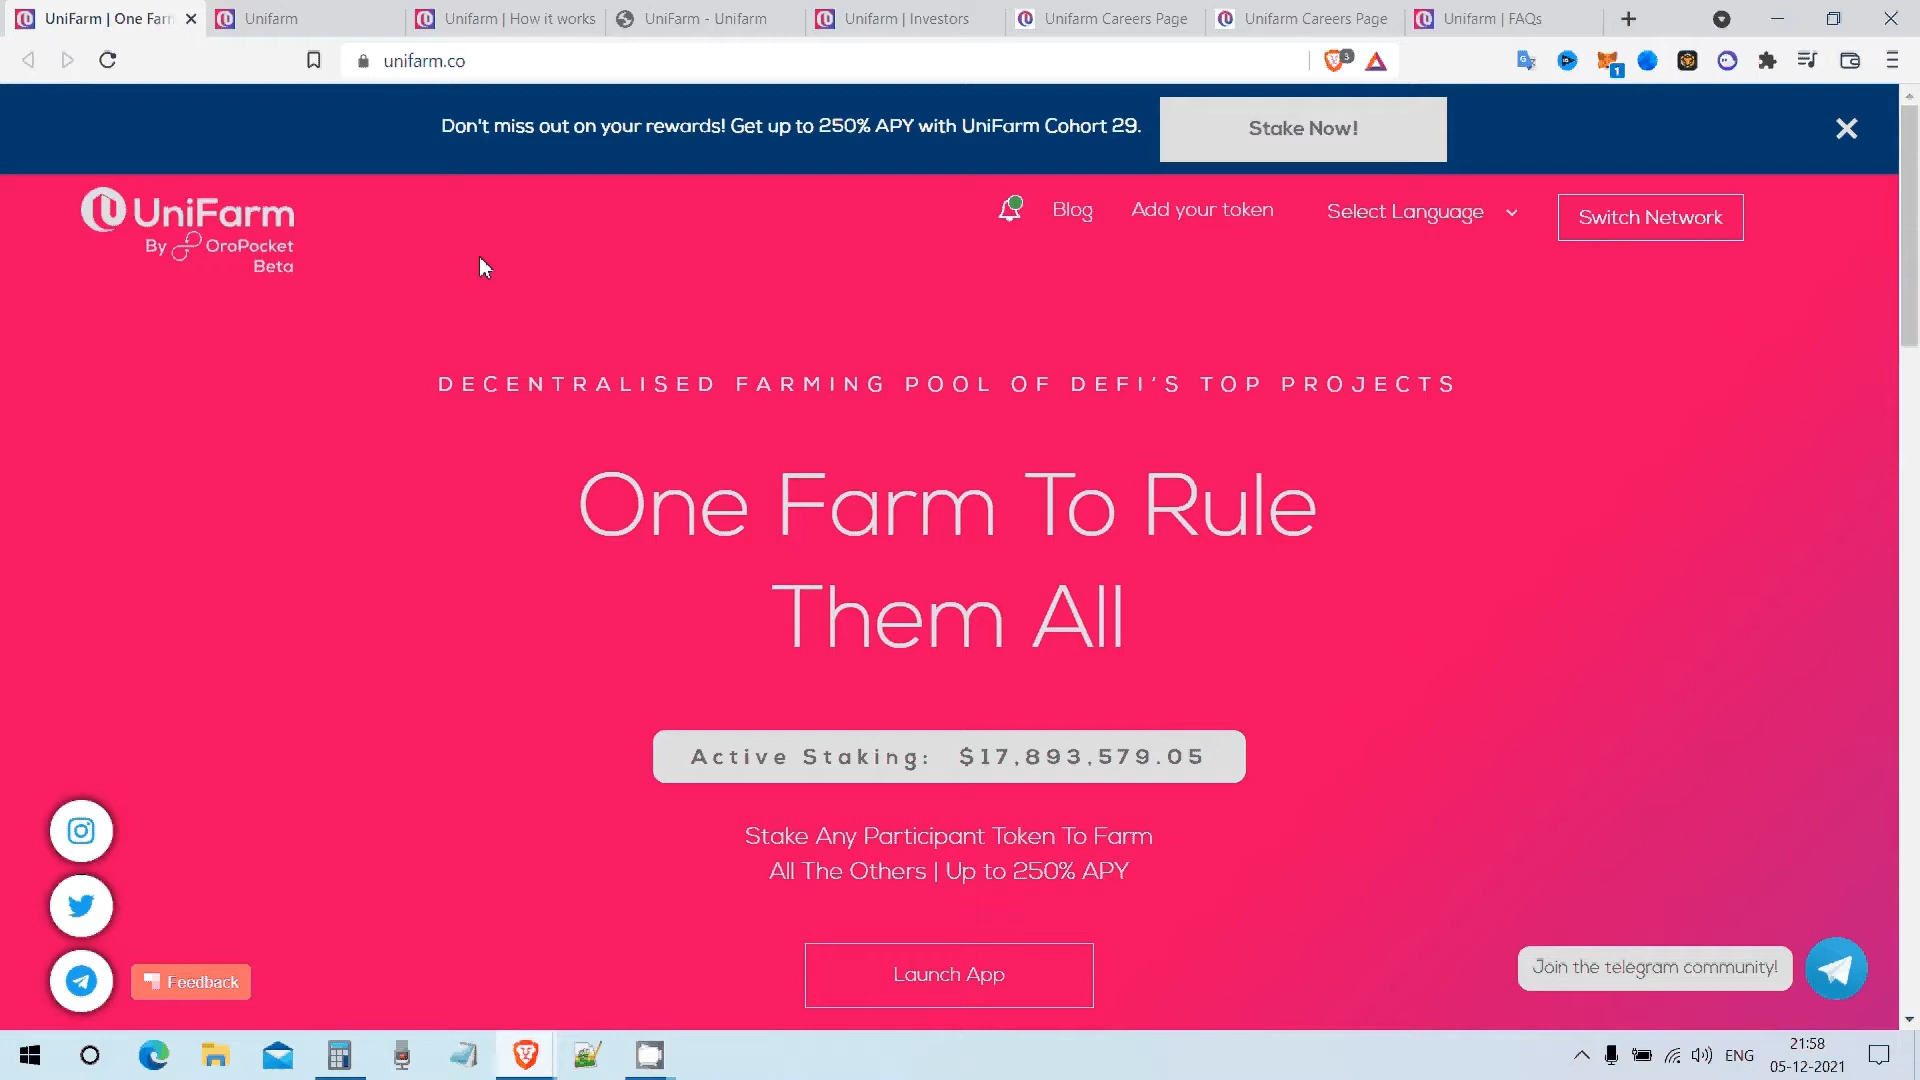 UniFarm | One Farm
Unifarm
Unifarm | How it works
UniFarm - Unifarm
Unifarm | Investors
Unifarm Careers Page
Unifarm Careers Page
Unifarm | FAQs
unifarm.co
3
1
Don't miss out on your rewards! Get up to 250% APY with UniFarm Cohort 29.
Stake Now!
UniFarm
By OroPocket
Beta
Blog
Add your token
Select Language
Switch Network
DECENTRALISED FARMING POOL OF DEFI'S TOP PROJECTS
One Farm To Rule
Them All
Active Staking: $17,893,579.05
Stake Any Participant Token To Farm
All The Others | Up to 250% APY
Launch App
Feedback
Join the telegram community!
ENG
21:58
05-12-2021